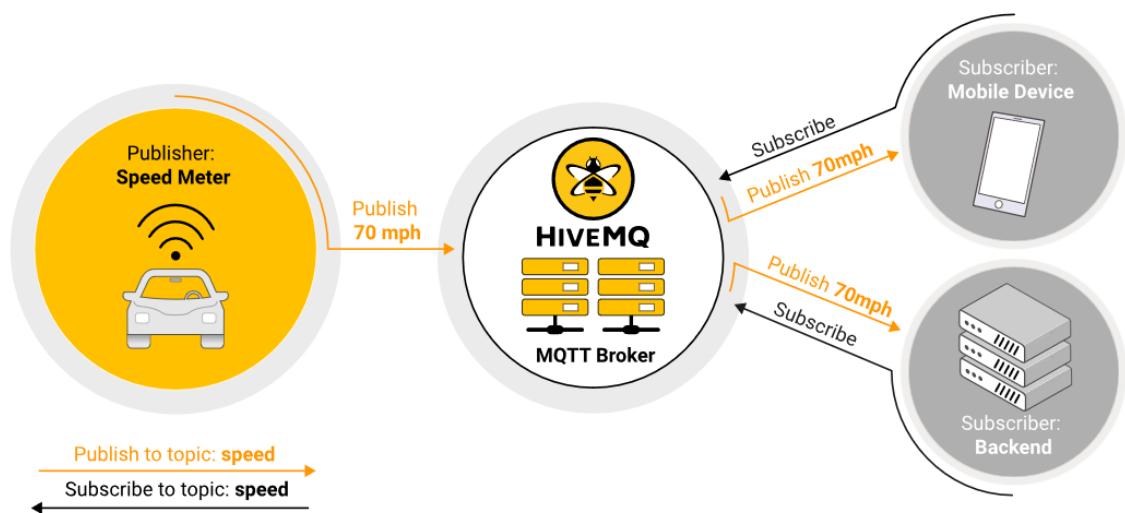 Publisher:
Speed Meter
Publish
70 mph
HIVEMQ
MQTT Broker
Subscribe
Publish 70mph
Subscriber:
Mobile Device
Publish 70mph
Subscribe
Subscriber:
Backend
Publish to topic: speed
Subscribe to topic: speed